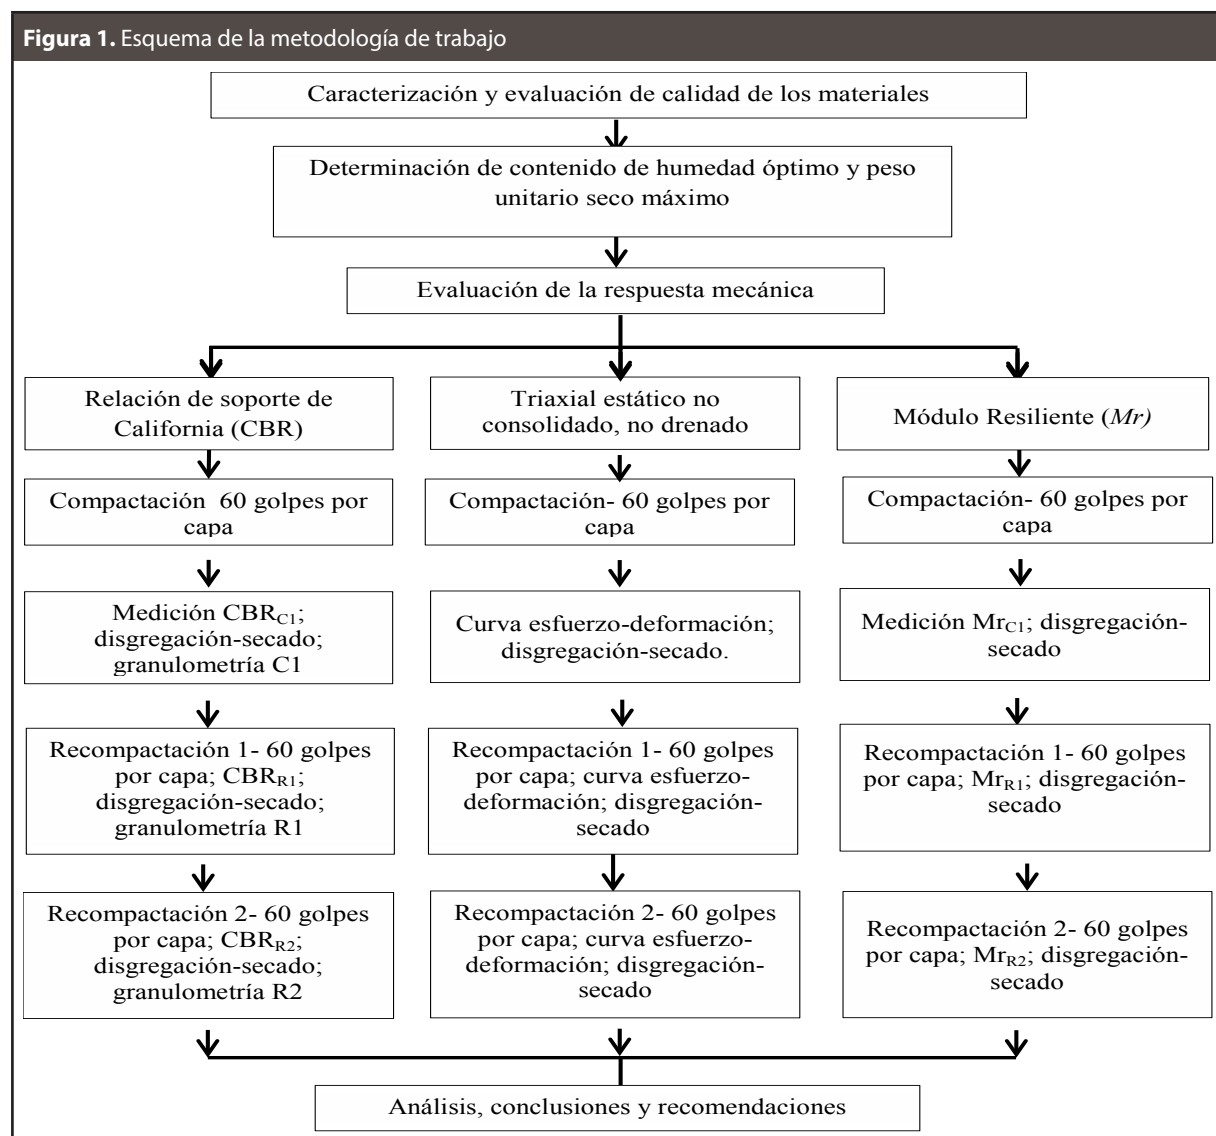 Figura 1. Esquema de la metodología de trabajo
Caracterización y evaluación de calidad de los materiales
Determinación de contenido de humedad óptimo y peso
unitario seco máximo
Evaluación de la respuesta mecánica
Relación de soporte de
California (CBR)
Compactación 60 golpes por
capa
Medición CBRC1;
disgregación-secado;
granulometría C1
Recompactación 1- 60 golpes
por capa; CBRR1;
disgregación-secado;
granulometría R1
Recompactación 2- 60 golpes
por capa; CBRR2;
disgregación-secado;
granulometría R2
Triaxial estático no
consolidado, no drenado
Compactación- 60 golpes por
capa
Curva esfuerzo-deformación;
disgregación-secado.
Recompactación 1- 60 golpes
por capa; curva esfuerzo-
deformación; disgregación-
secado
Recompactación 2- 60 golpes
por capa; curva esfuerzo-
deformación; disgregación-
secado
Módulo Resiliente (Mr)
Compactación- 60 golpes por
capa
Medición MrC1; disgregación-
secado
Recompactación 1- 60 golpes
por capa; MrR1; disgregación-
secado
Recompactación 2- 60 golpes
por capa; MrR2; disgregación-
secado
Análisis, conclusiones y recomendaciones